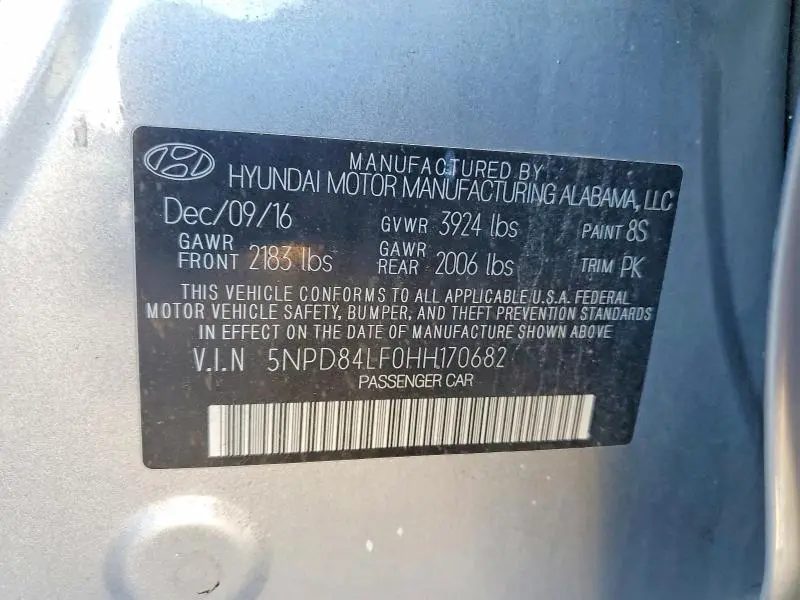 MANUFACTURED BY
HYUNDAI MOTOR MANUFACTURING ALABAMA, LLC
Dec/09/16 GVWR 3924 lbs PAINT 8S
GAWR FRONT 2183 lbs GAWR REAR 2006 lbs TRIM PK
THIS VEHICLE CONFORMS TO ALL APPLICABLE U.S.A. FEDERAL
MOTOR VEHICLE SAFETY, BUMPER, AND THEFT PREVENTION STANDARDS
IN EFFECT ON THE DATE OF MANUFACTURE SHOWN ABOVE
V.I.N 5NPD84LF0HH170682
PASSENGER CAR